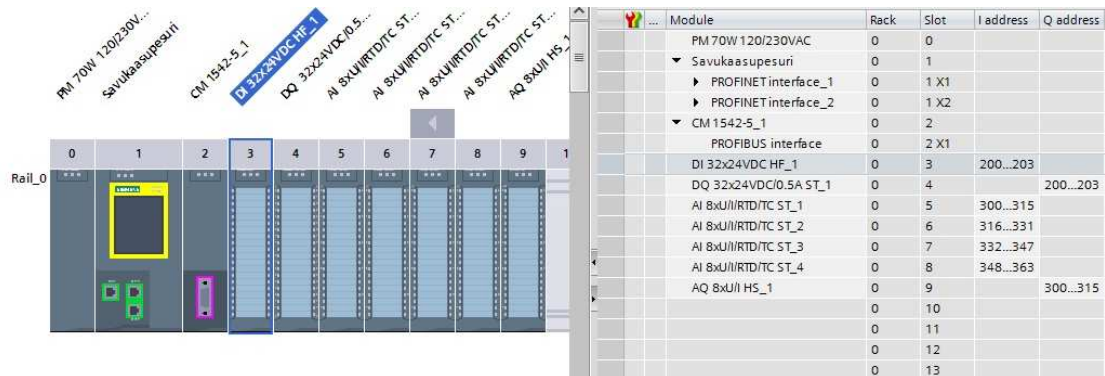 PM 70W 120/230V...
Savukaasupesuri
CM 1542-5_1
DI 32x24VDC HF_1
DQ 32x24VDC/0.5...
AI 8xU/I/RTD/TC ST...
AI 8xU/I/RTD/TC ST...
AI 8xU/I/RTD/TC ST...
AI 8xU/I/RTD/TC ST...
AQ 8xU/I HS_1
0 1 2 3 4 5 6 7 8 9 1
Rail_0
SIEMENS
... Module Rack Slot I address Q address
PM 70W 120/230VAC 0 0
Savukaasupesuri 0 1
PROFINET interface_1 0 1 X1
PROFINET interface_2 0 1 X2
CM 1542-5_1 0 2
PROFIBUS interface 0 2 X1
DI 32x24VDC HF_1 0 3 200...203
DQ 32x24VDC/0.5A ST_1 0 4 200...203
AI 8xU/I/RTD/TC ST_1 0 5 300...315
AI 8xU/I/RTD/TC ST_2 0 6 316...331
AI 8xU/I/RTD/TC ST_3 0 7 332...347
AI 8xU/I/RTD/TC ST_4 0 8 348...363
AQ 8xU/I HS_1 0 9 300...315
0 10
0 11
0 12
0 13